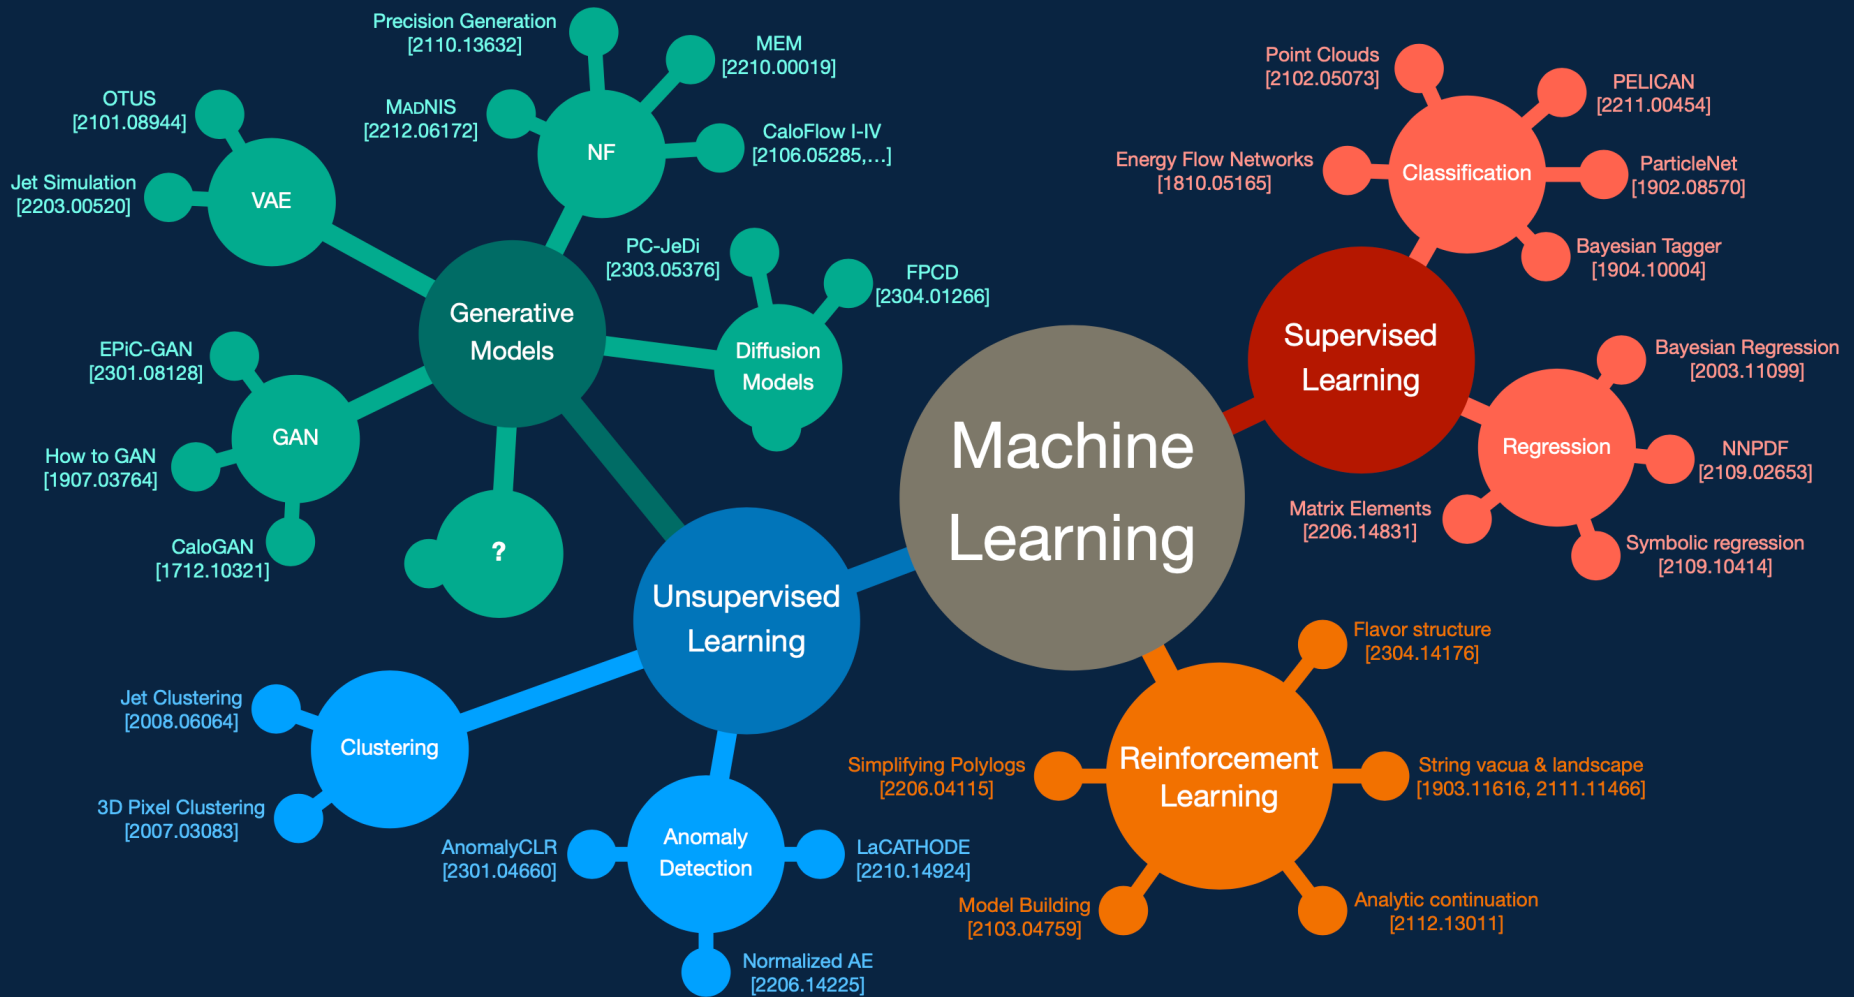 Precision Generation
[2110.13632]
MEM
[2210.00019]
MADNIS
[2212.06172]
CaloFlow I-IV
[2106.05285,...]
NF
OTUS
[2101.08944]
Jet Simulation
[2203.00520]
VAE
PC-JeDi
[2303.05376]
FPCD
[2304.01266]
Diffusion
Models
Generative
Models
EPiC-GAN
[2301.08128]
How to GAN
[1907.03764]
CaloGAN
[1712.10321]
GAN
?
Machine
Learning
Unsupervised
Learning
Jet Clustering
[2008.06064]
3D Pixel Clustering
[2007.03083]
Clustering
AnomalyCLR
[2301.04660]
Anomaly
Detection
LaCATHODE
[2210.14924]
Normalized AE
[2206.14225]
Point Clouds
[2102.05073]
PELICAN
[2211.00454]
Energy Flow Networks
[1810.05165]
Classification
ParticleNet
[1902.08570]
Bayesian Tagger
[1904.10004]
Supervised
Learning
Bayesian Regression
[2003.11099]
Regression
NNPDF
[2109.02653]
Matrix Elements
[2206.14831]
Symbolic regression
[2109.10414]
Flavor structure
[2304.14176]
Reinforcement
Learning
Simplifying Polylogs
[2206.04115]
String vacua & landscape
[1903.11616, 2111.11466]
Model Building
[2103.04759]
Analytic continuation
[2112.13011]